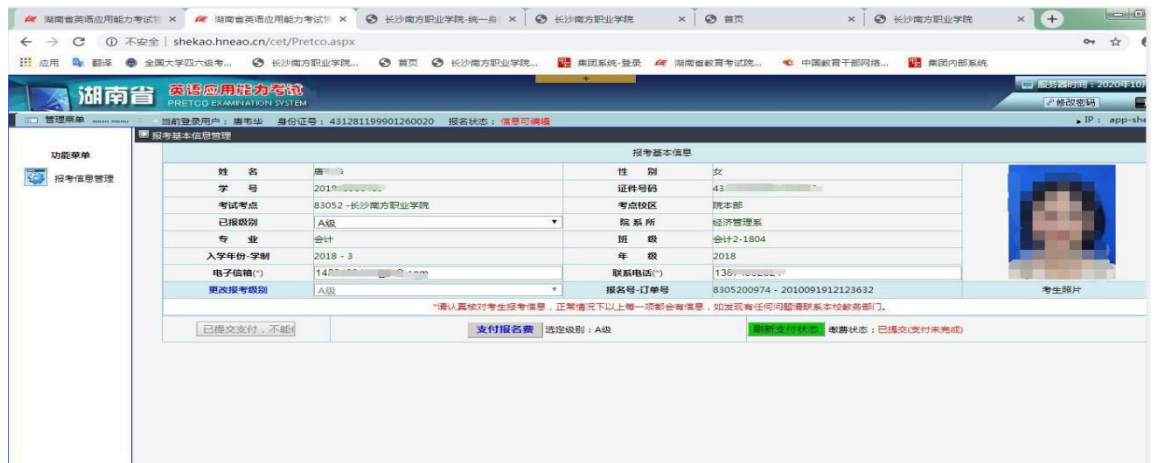 湖南省英语应用能力考试 湖南省英语应用能力考试 长沙南方职业学院-统一身 长沙南方职业学院 首页 长沙南方职业学院
不安全 | shekao.hneao.cn/cet/Pretco.aspx
应用 翻译 全国大学四六级考... 长沙南方职业学院... 首页 长沙南方职业学院... 集团系统-登录 湖南省教育考试院... 中国教育干部网络... 集团内部系统
湖南省 英语应用能力考试 服务器时间：2020年10
PRETCO EXAMINATION SYSTEM 修改密码
管理菜单 当前登录用户：唐韦华 身份证号：431281199901260020 报名状态：信息可编辑 IP： app-she
报考基本信息管理
功能菜单 报考基本信息
报考信息管理
姓 名 唐 性 别 女
学 号 2018 证件号码 43
考试考点 83052 -长沙南方职业学院 考点校区 院本部
已报级别 A级 院 系 所 经济管理系
专 业 会计 班 级 会计2-1804
入学年份-学制 2018 - 3 年 级 2018
电子信箱(*) 联系电话(*)
更改报考级别 A级 报名号-订单号 8305200974 - 2010091912123632 考生照片
*请认真核对考生报考信息，正常情况下以上每一项都会有信息，如发现有任何问题请联系本校教务部门。
已提交支付，不能 支付报名费 选定级别：A级 刷新支付状态 缴费状态：已提交(支付未完成)